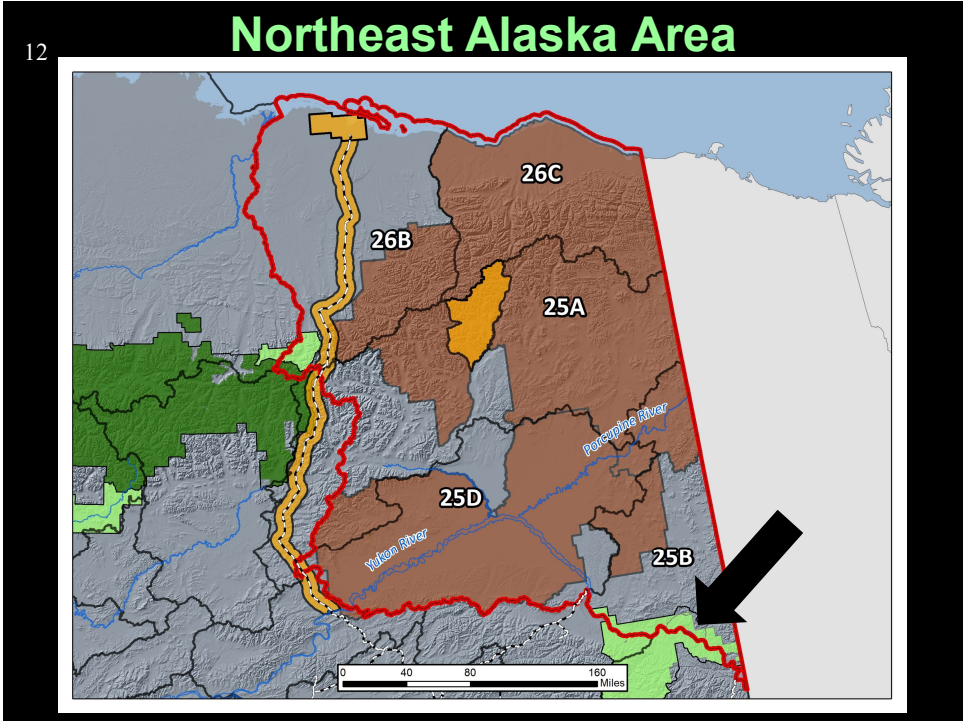 Northeast Alaska Area
12
26C
26B
25A
Porcupine River
25D
Yukon River
25B
0 40 80 160
Miles